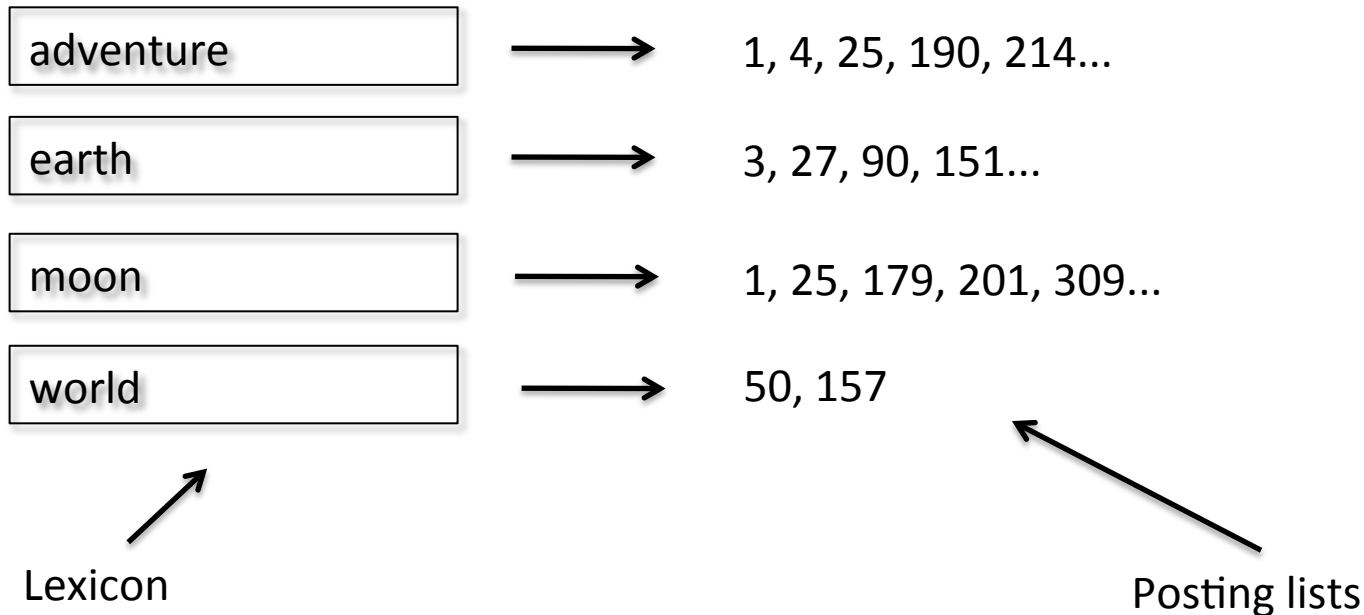 adventure 1, 4, 25, 190, 214...
earth 3, 27, 90, 151...
moon 1, 25, 179, 201, 309...
world 50, 157
Lexicon Posting lists